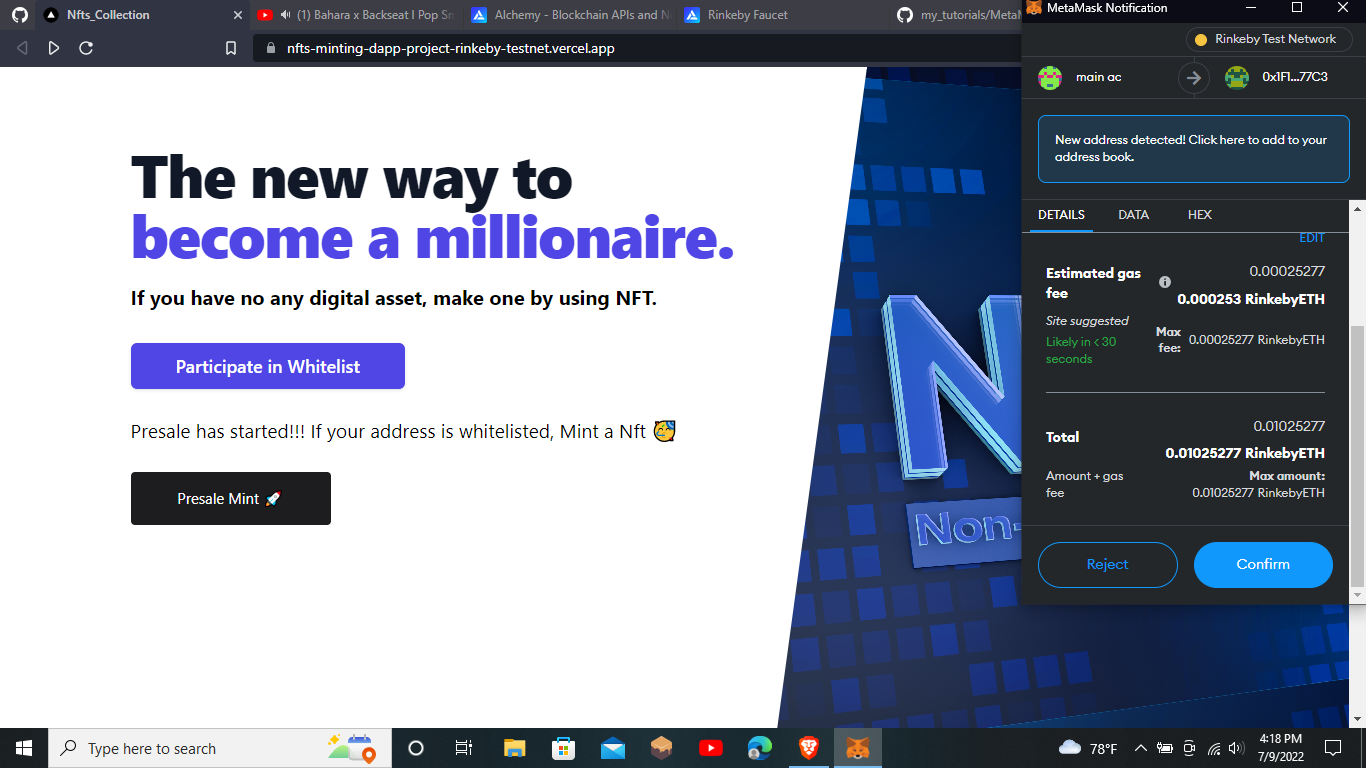 Nfts_Collection
(1) Bahara x Backseat I Pop Sm
Alchemy - Blockchain APIs and N
Rinkeby Faucet
my_tutorials/MetaM
nfts-minting-dapp-project-rinkeby-testnet.vercel.app
The new way to
become a millionaire.
If you have no any digital asset, make one by using NFT.
Participate in Whitelist
Presale has started!!! If your address is whitelisted, Mint a Nft 🥳
Presale Mint 🚀
N
Non-
MetaMask Notification
Rinkeby Test Network
main ac
0x1F1...77C3
New address detected! Click here to add to your
address book.
DETAILS
DATA
HEX
EDIT
Estimated gas
fee
0.00025277
0.000253 RinkebyETH
Site suggested
Likely in < 30
seconds
Max
fee:
0.00025277 RinkebyETH
Total
0.01025277
0.01025277 RinkebyETH
Amount + gas
fee
Max amount:
0.01025277 RinkebyETH
Reject
Confirm
Type here to search
78°F
4:18 PM
7/9/2022